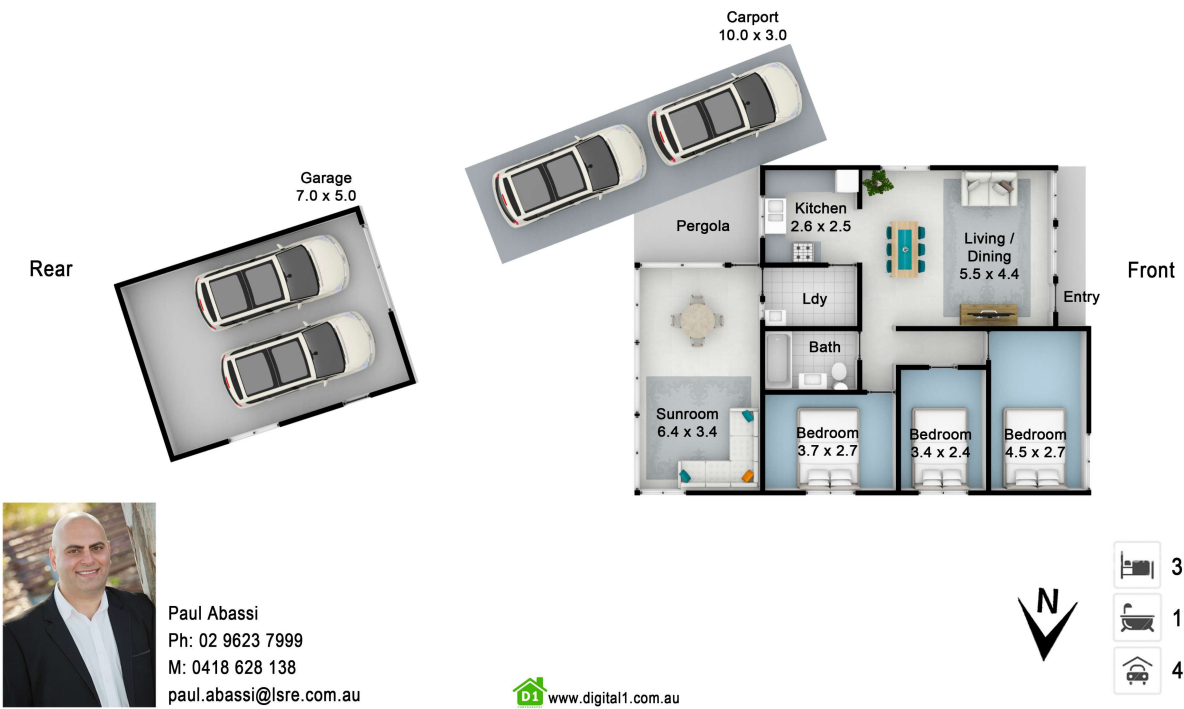 Carport
10.0 x 3.0
Garage
7.0 x 5.0
Rear
Pergola
Kitchen
2.6 x 2.5
Living /
Dining
5.5 x 4.4
Front
Entry
Ldy
Bath
Sunroom
6.4 x 3.4
Bedroom
3.7 x 2.7
Bedroom
3.4 x 2.4
Bedroom
4.5 x 2.7
Paul Abassi
Ph: 02 9623 7999
M: 0418 628 138
paul.abassi@lsre.com.au
D1
www.digital1.com.au
N
3
1
4